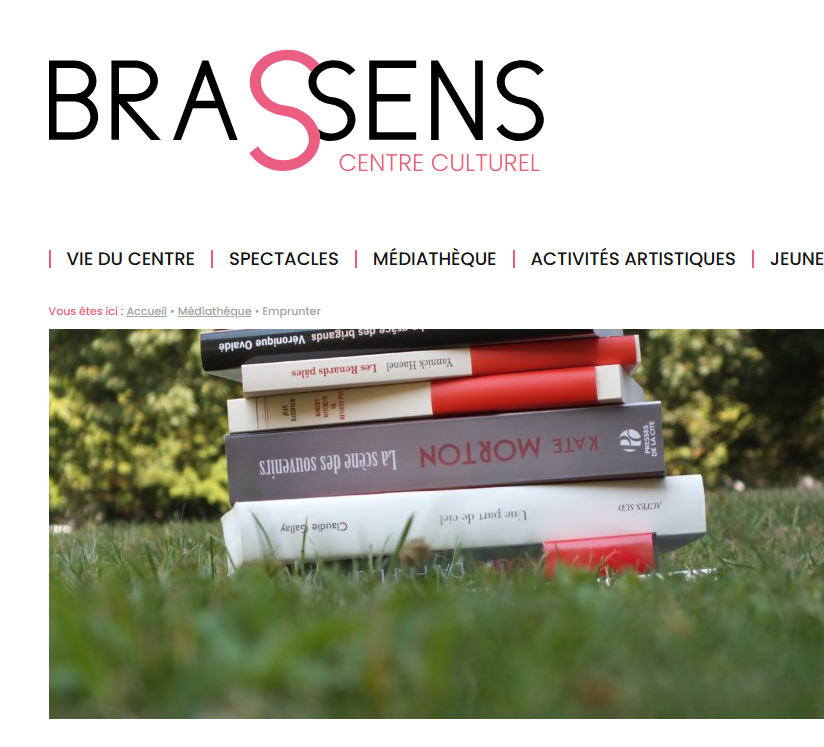 BRASSENS
CENTRE CULTUREL
VIE DU CENTRE
SPECTACLES
MÉDIATHÈQUE
ACTIVITÉS ARTISTIQUES
JEUNE
Vous êtes ici : Accueil • Médiathèque • Emprunter
grâce des brigands Véronique Ovaldé
Yannick Haenel Les Renards pâles
KATE MORTON La scène des souvenirs
PRESSES
DE LA CITÉ
ACTES SUD Une part de ciel Claudie Gallay